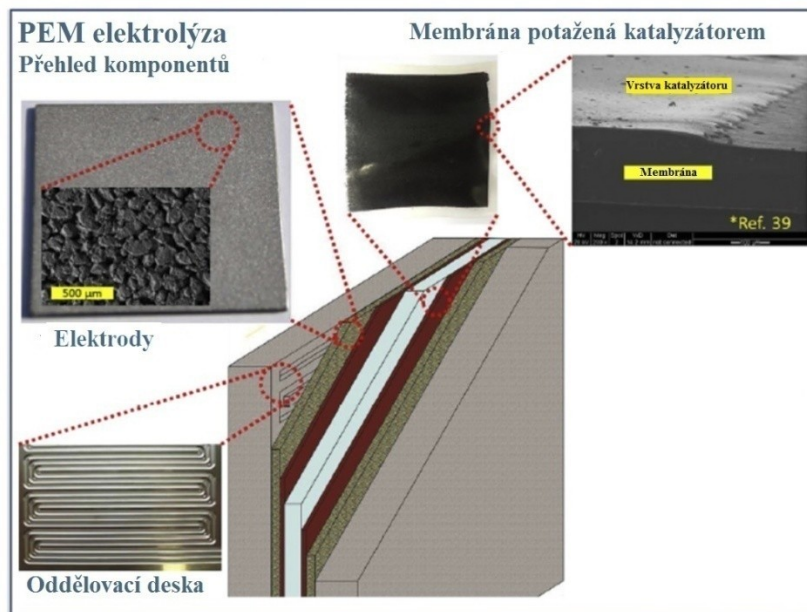 PEM elektrolýza
Přehled komponentů
Membrána potažená katalyzátorem
Vrstva katalyzátoru
Membrána
*Ref. 39
500 µm
Elektrody
Oddělovací deska